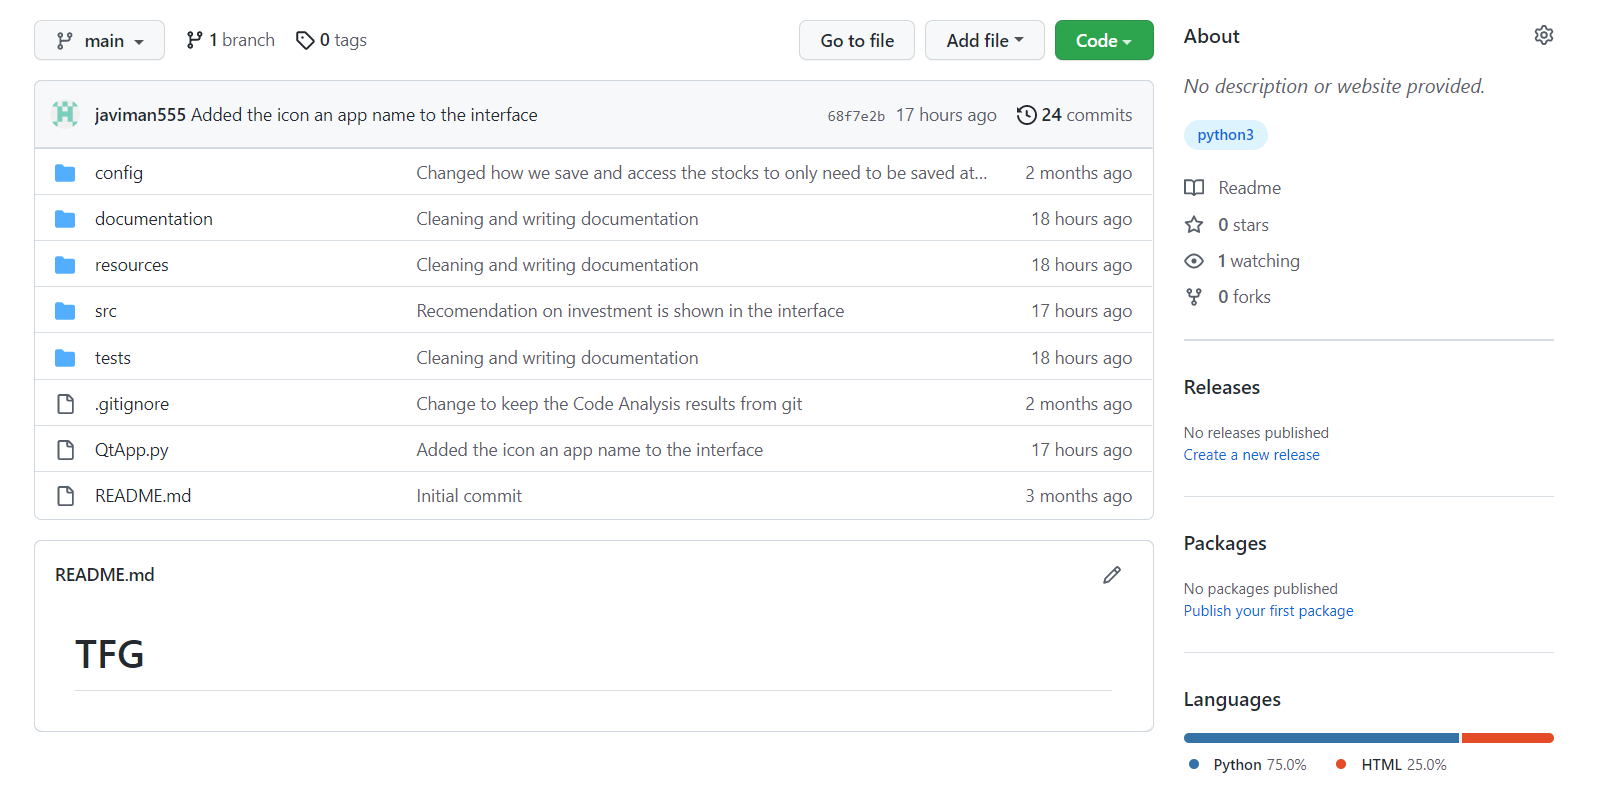 main 1 branch 0 tags Go to file Add file Code
javiman555 Added the icon an app name to the interface 68f7e2b 17 hours ago 24 commits
config Changed how we save and access the stocks to only need to be saved at... 2 months ago
documentation Cleaning and writing documentation 18 hours ago
resources Cleaning and writing documentation 18 hours ago
src Recomendation on investment is shown in the interface 17 hours ago
tests Cleaning and writing documentation 18 hours ago
.gitignore Change to keep the Code Analysis results from git 2 months ago
QtApp.py Added the icon an app name to the interface 17 hours ago
README.md Initial commit 3 months ago
README.md
TFG
About
No description or website provided.
python3
Readme
0 stars
1 watching
0 forks
Releases
No releases published
Create a new release
Packages
No packages published
Publish your first package
Languages
Python 75.0% HTML 25.0%